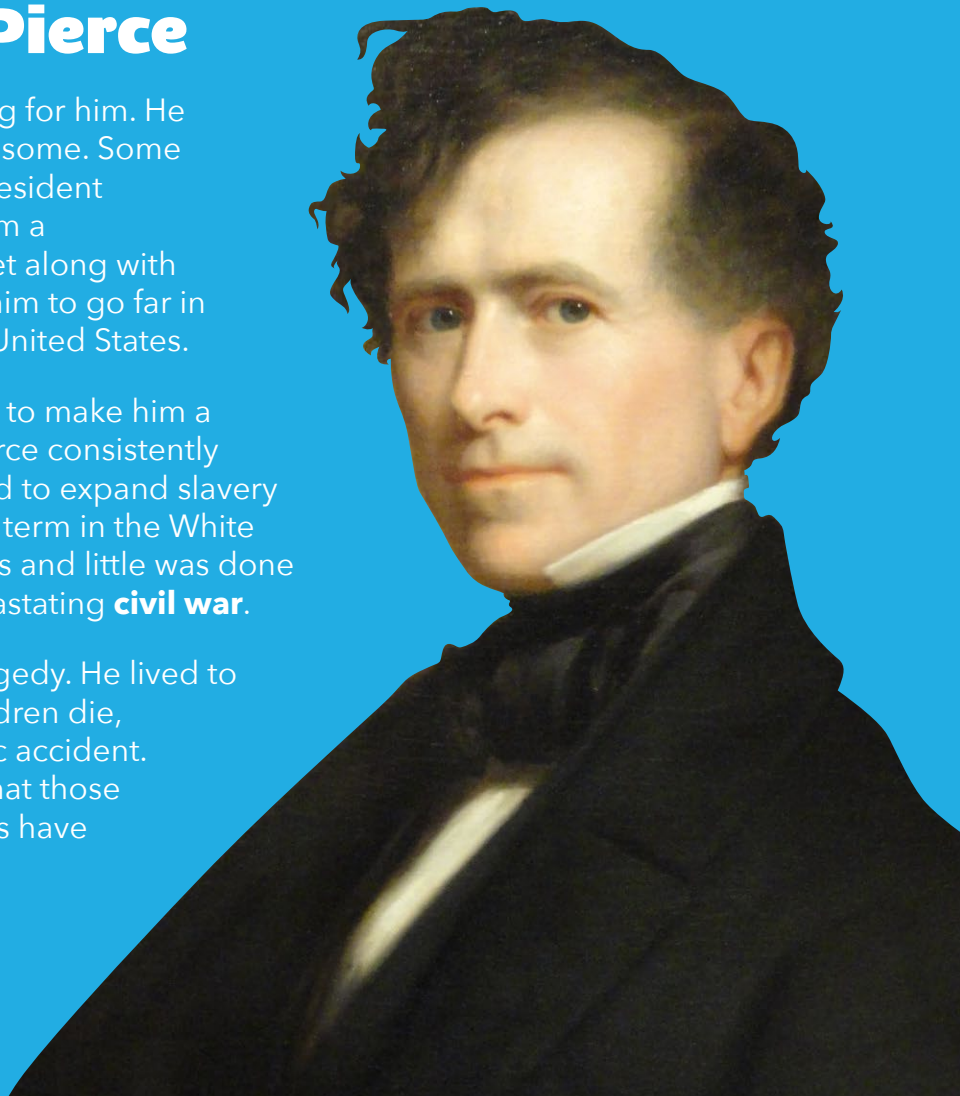 Pierce
g for him. He
some. Some
esident
m a
et along with
him to go far in
United States.
to make him a
rce consistently
d to expand slavery
term in the White
s and little was done
astating civil war.
gedy. He lived to
dren die,
c accident.
hat those
s have